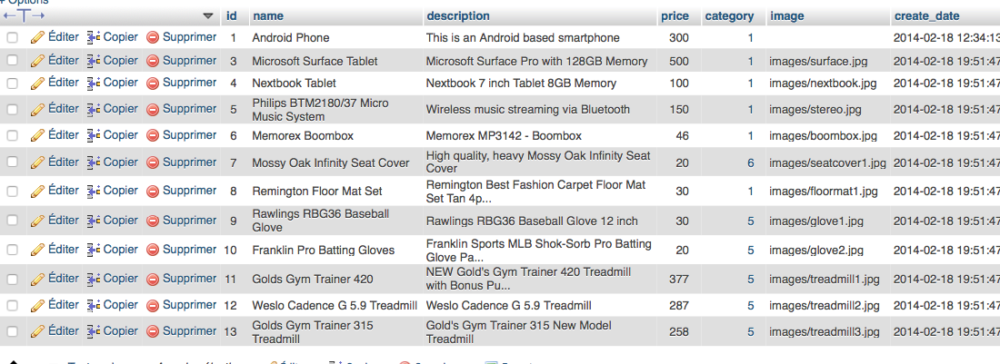 + Options
←T→ ▼ id name description price category image create_date
Éditer Copier Supprimer 1 Android Phone This is an Android based smartphone 300 1 2014-02-18 12:34:13
Éditer Copier Supprimer 3 Microsoft Surface Tablet Microsoft Surface Pro with 128GB Memory 500 1 images/surface.jpg 2014-02-18 19:51:47
Éditer Copier Supprimer 4 Nextbook Tablet Nextbook 7 inch Tablet 8GB Memory 100 1 images/nextbook.jpg 2014-02-18 19:51:47
Éditer Copier Supprimer 5 Philips BTM2180/37 Micro
Music System Wireless music streaming via Bluetooth 150 1 images/stereo.jpg 2014-02-18 19:51:47
Éditer Copier Supprimer 6 Memorex Boombox Memorex MP3142 - Boombox 46 1 images/boombox.jpg 2014-02-18 19:51:47
Éditer Copier Supprimer 7 Mossy Oak Infinity Seat Cover High quality, heavy Mossy Oak Infinity Seat
Cover 20 6 images/seatcover1.jpg 2014-02-18 19:51:47
Éditer Copier Supprimer 8 Remington Floor Mat Set Remington Best Fashion Carpet Floor Mat
Set Tan 4p... 30 1 images/floormat1.jpg 2014-02-18 19:51:47
Éditer Copier Supprimer 9 Rawlings RBG36 Baseball
Glove Rawlings RBG36 Baseball Glove 12 inch 30 5 images/glove1.jpg 2014-02-18 19:51:47
Éditer Copier Supprimer 10 Franklin Pro Batting Gloves Franklin Sports MLB Shok-Sorb Pro Batting
Glove Pa... 20 5 images/glove2.jpg 2014-02-18 19:51:47
Éditer Copier Supprimer 11 Golds Gym Trainer 420 NEW Gold's Gym Trainer 420 Treadmill
with Bonus Pu... 377 5 images/treadmill1.jpg 2014-02-18 19:51:47
Éditer Copier Supprimer 12 Weslo Cadence G 5.9 Treadmill Weslo Cadence G 5.9 Treadmill 287 5 images/treadmill2.jpg 2014-02-18 19:51:47
Éditer Copier Supprimer 13 Golds Gym Trainer 315
Treadmill Gold's Gym Trainer 315 New Model
Treadmill 258 5 images/treadmill3.jpg 2014-02-18 19:51:47